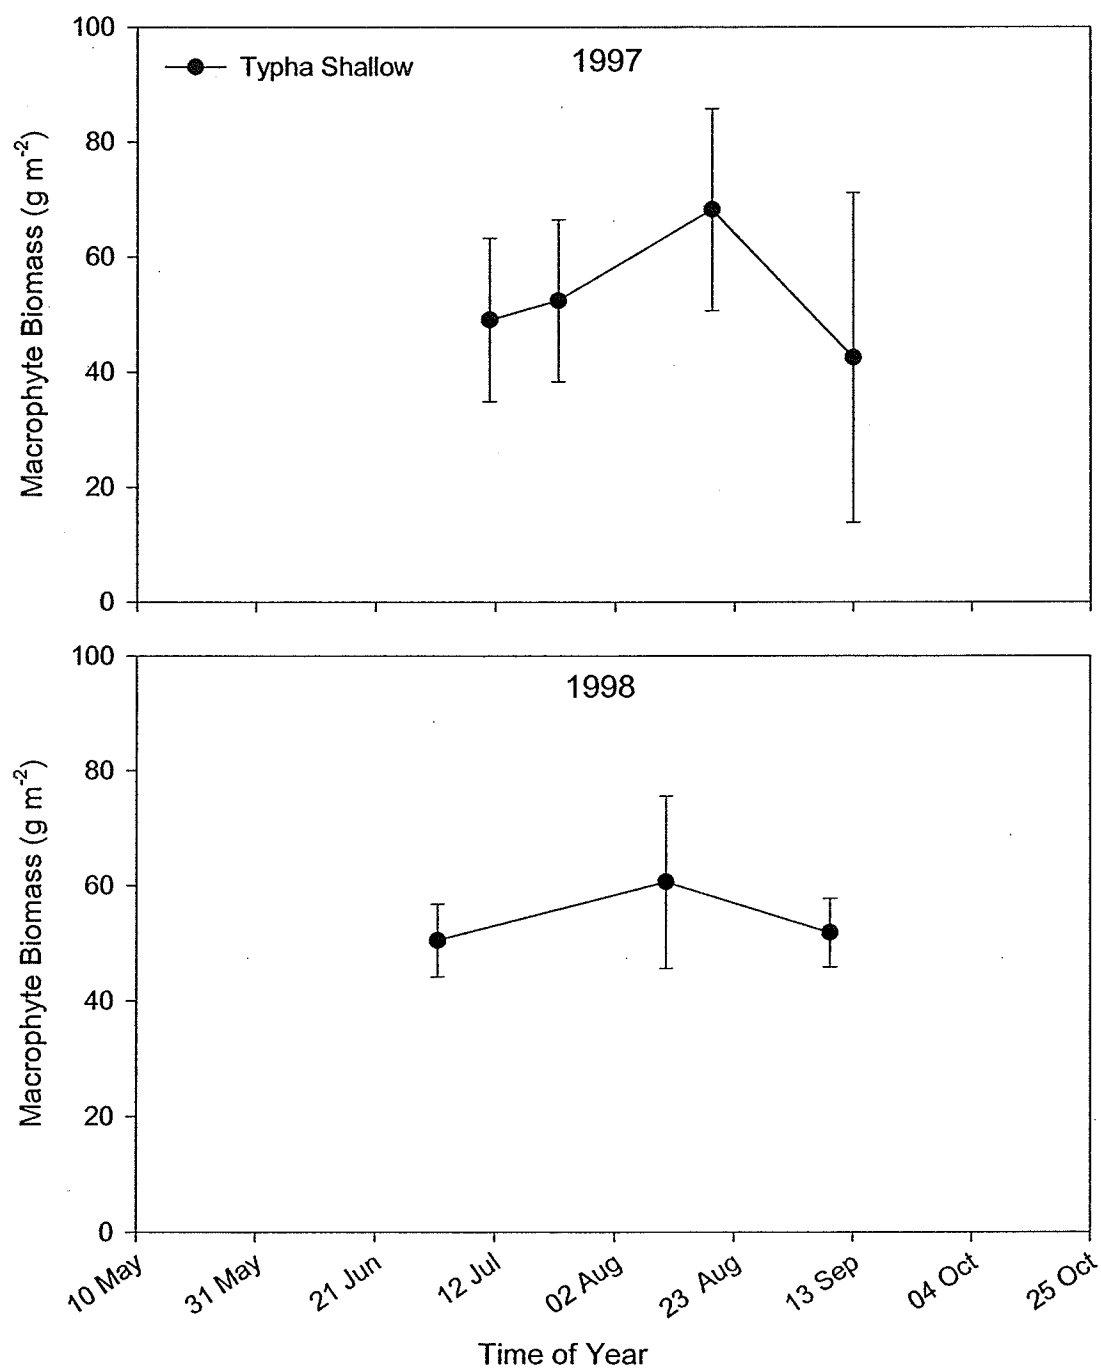 100
1997
Typha Shallow
80
60
40
20
0
Macrophyte Biomass (g m-2)
100
1998
80
60
40
20
0
Macrophyte Biomass (g m-2)
10 May
31 May
21 Jun
12 Jul
02 Aug
23 Aug
13 Sep
04 Oct
25 Oct
Time of Year